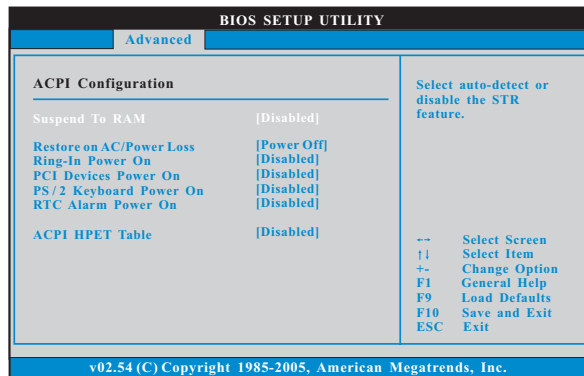 BIOS SETUP UTILITY
Advanced
ACPI Configuration
Suspend To RAM [Disabled]
Restore on AC/Power Loss [Power Off]
Ring-In Power On [Disabled]
PCI Devices Power On [Disabled]
PS/2 Keyboard Power On [Disabled]
RTC Alarm Power On [Disabled]
ACPI HPET Table [Disabled]
Select auto-detect or
disable the STR
feature.
←→ Select Screen
↑↓ Select Item
+- Change Option
F1 General Help
F9 Load Defaults
F10 Save and Exit
ESC Exit
v02.54 (C) Copyright 1985-2005, American Megatrends, Inc.